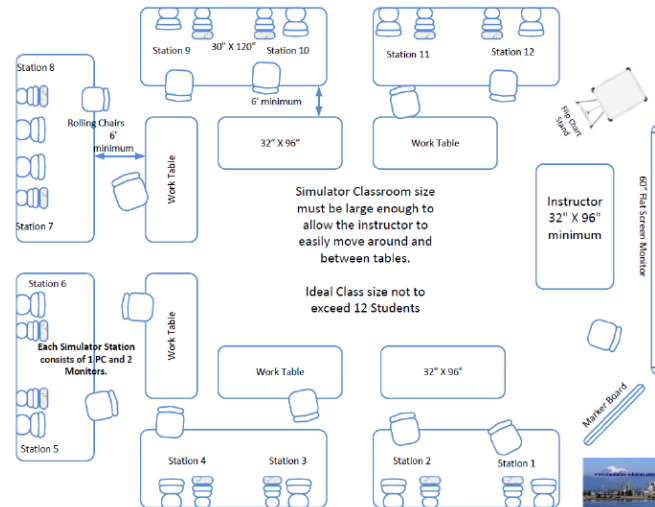 Station 9
30" X 120"
Station 10
Station 11
Station 12
Station 8
Rolling Chairs
6'
minimum
6' minimum
Flip Chart
Stand
Work Table
32" X 96"
Work Table
60" Flat Screen Monitor
Simulator Classroom size
must be large enough to
allow the instructor to
easily move around and
between tables.
Instructor
32" X 96"
minimum
Station 7
Ideal Class size not to
exceed 12 Students
Station 6
Each Simulator Station
consists of 1 PC and 2
Monitors.
Work Table
Work Table
32" X 96"
Marker Board
Station 5
Station 4
Station 3
Station 2
Station 1